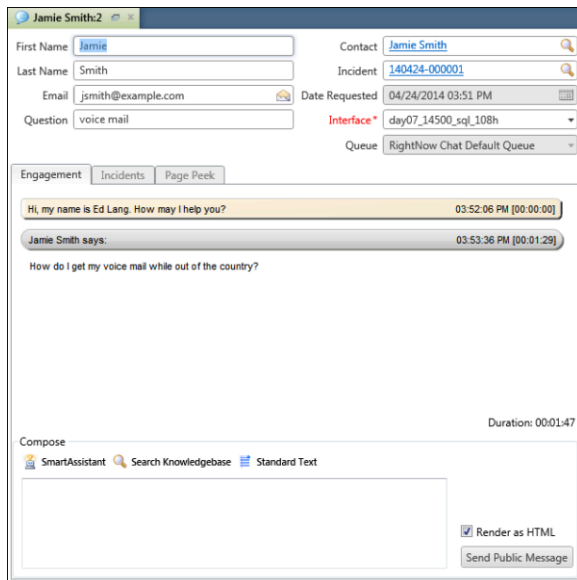 Jamie Smith:2
First Name Jamie Contact Jamie Smith
Last Name Smith Incident 140424-000001
Email jsmith@example.com Date Requested 04/24/2014 03:51 PM
Question voice mail Interface* day07_14500_sql_108h
Queue RightNow Chat Default Queue
Engagement Incidents Page Peek
Hi, my name is Ed Lang. How may I help you? 03:52:06 PM [00:00:00]
Jamie Smith says: 03:53:36 PM [00:01:29]
How do I get my voice mail while out of the country?
Duration: 00:01:47
Compose
SmartAssistant Search Knowledgebase Standard Text
Render as HTML
Send Public Message